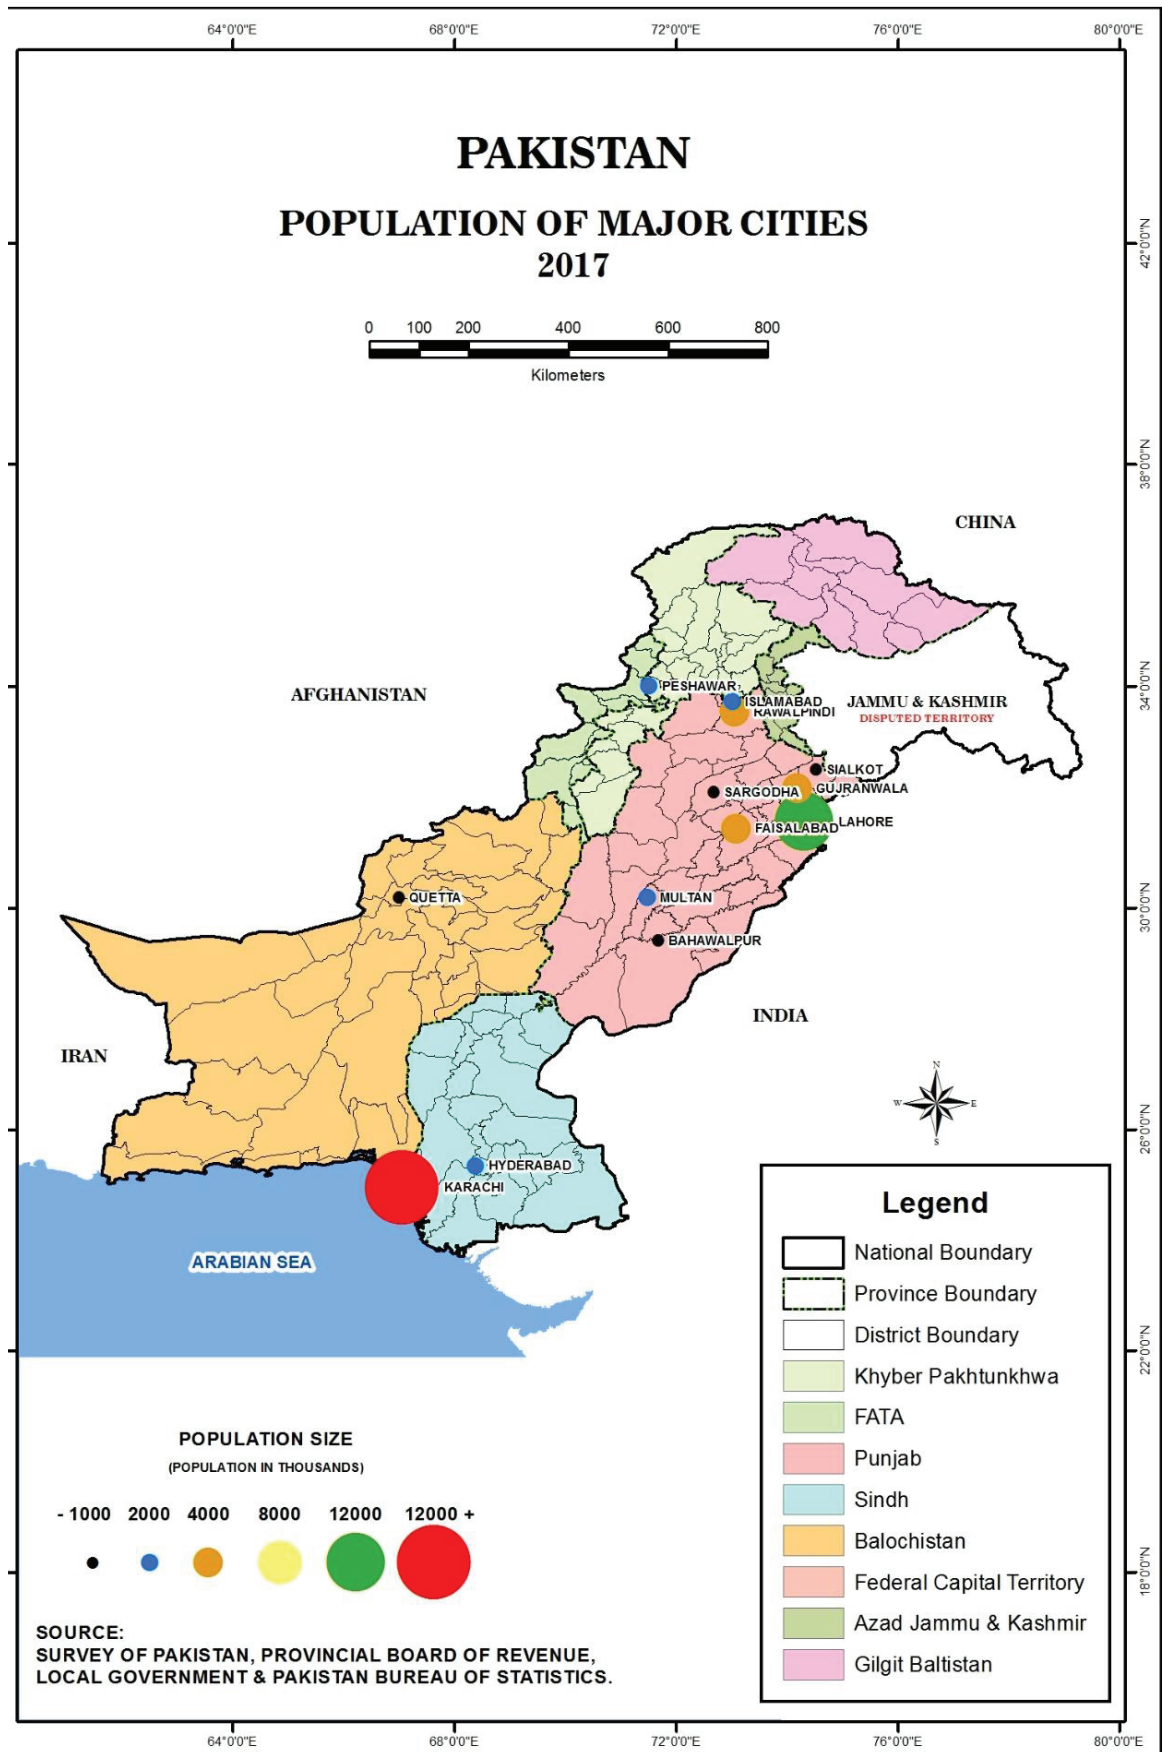 64°0'0"E 68°0'0"E 72°0'0"E 76°0'0"E 80°0'0"E
PAKISTAN
POPULATION OF MAJOR CITIES
2017
0 100 200 400 600 800
Kilometers
42°0'0"N
38°0'0"N
34°0'0"N
30°0'0"N
26°0'0"N
22°0'0"N
18°0'0"N
CHINA
AFGHANISTAN
PESHAWAR
ISLAMABAD
RAWALPINDI
JAMMU & KASHMIR
DISPUTED TERRITORY
SIALKOT
GUJRANWALA
SARGODHA
LAHORE
FAISALABAD
QUETTA
MULTAN
BAHAWALPUR
INDIA
IRAN
N
W E
S
HYDERABAD
KARACHI
ARABIAN SEA
Legend
National Boundary
Province Boundary
District Boundary
Khyber Pakhtunkhwa
FATA
Punjab
Sindh
Balochistan
Federal Capital Territory
Azad Jammu & Kashmir
Gilgit Baltistan
POPULATION SIZE
(POPULATION IN THOUSANDS)
- 1000 2000 4000 8000 12000 12000 +
SOURCE:
SURVEY OF PAKISTAN, PROVINCIAL BOARD OF REVENUE,
LOCAL GOVERNMENT & PAKISTAN BUREAU OF STATISTICS.
64°0'0"E 68°0'0"E 72°0'0"E 76°0'0"E 80°0'0"E